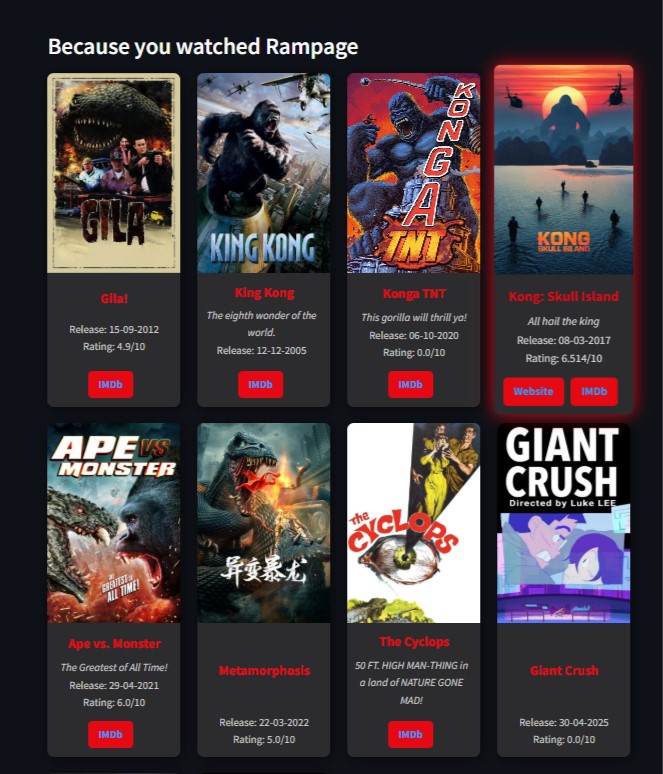 Because you watched Rampage
GILA
KING KONG
KONGA
TNT
KONG
SKULL ISLAND
Gila!
Release: 15-09-2012
Rating: 4.9/10
IMDb
King Kong
The eighth wonder of the
world.
Release: 12-12-2005
IMDb
Konga TNT
This gorilla will thrill ya!
Release: 06-10-2020
Rating: 0.0/10
IMDb
Kong: Skull Island
All hail the king
Release: 08-03-2017
Rating: 6.514/10
Website
IMDb
APE VS
MONSTER
THE
GREATEST OF
ALL TIME!
异变暴龙
The
CYCLOPS
GIANT
CRUSH
Directed by Luke LEE
Ape vs. Monster
The Greatest of All Time!
Release: 29-04-2021
Rating: 6.0/10
IMDb
Metamorphosis
Release: 22-03-2022
Rating: 5.0/10
The Cyclops
50 FT. HIGH MAN-THING in
a land of NATURE GONE
MAD!
IMDb
Giant Crush
Release: 30-04-2025
Rating: 0.0/10